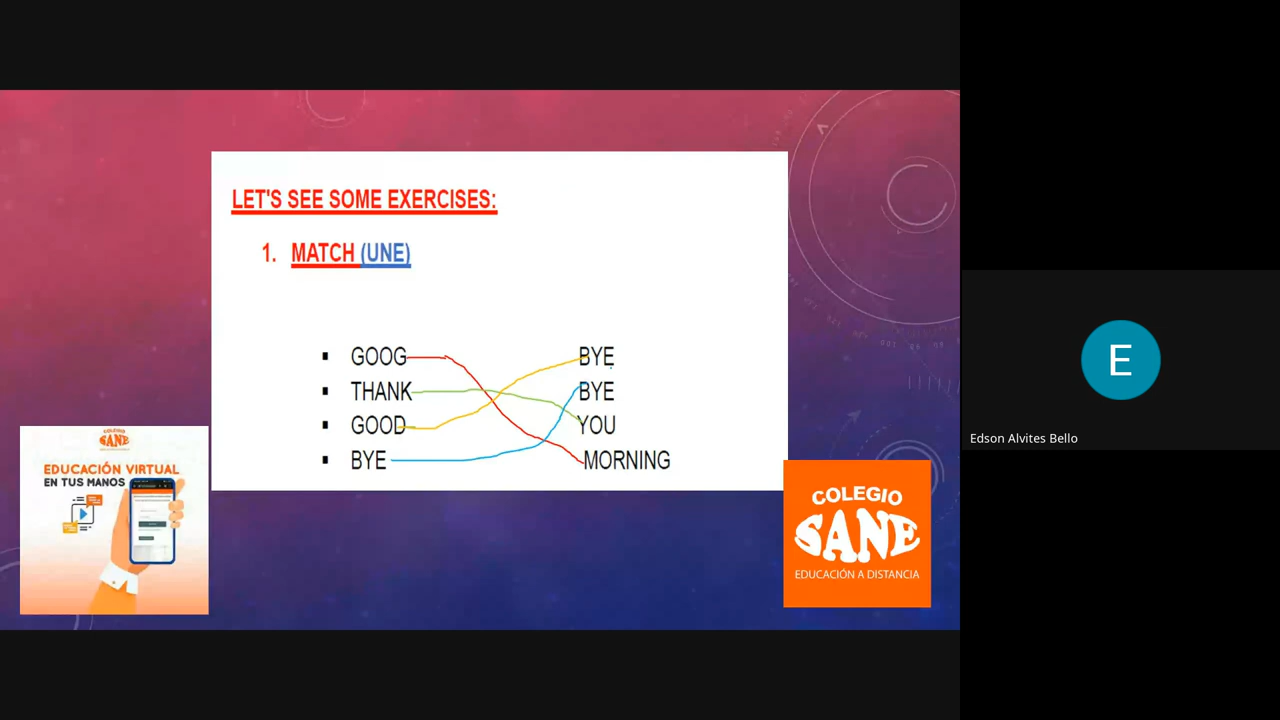 LET'S SEE SOME EXERCISES:
1. MATCH (UNE)
▪ GOOG BYE
▪ THANK BYE
▪ GOOD YOU
▪ BYE MORNING
SANE
EDUCACIÓN VIRTUAL
EN TUS MANOS
COLEGIO
SANE
EDUCACIÓN A DISTANCIA
E
Edson Alvites Bello